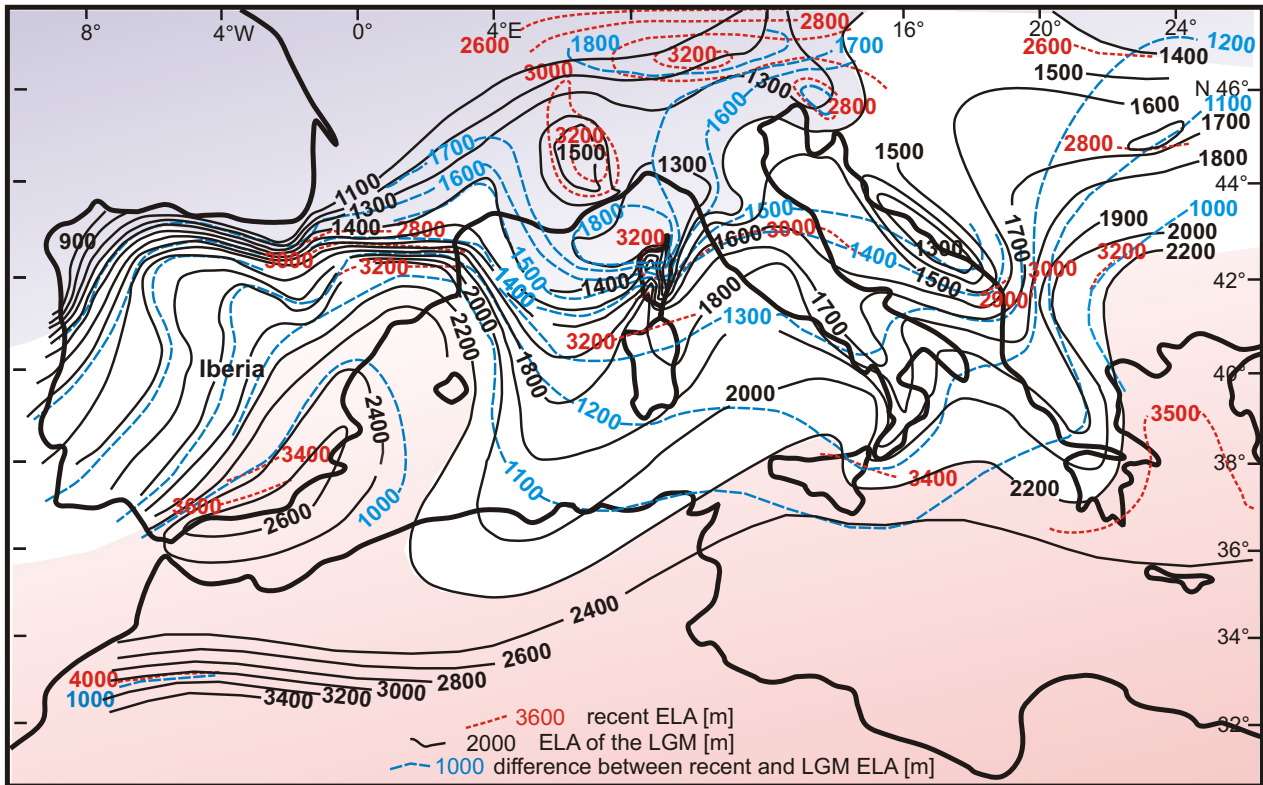 8° 4°W 0° 4°E 16° 20° 24°
2800
2600 1800 1700 2600 1200
3200 1400
3000 1500
1300 N 46°
2800 1600 1100
1600 1700
3200 2800
1700 1500 1500 1800
1600 1300 44°
1100
1300 1800 1500 1900 1000
1400 2800 3000 1700 2000
900 3200 1600 1300 2200
3000 1500 1400 3000 3200
3200 1400 1500 42°
1400 2900
2000 1800 1700
2200 1300
3200
Iberia 1800 40°
2400 2000
1200 3500
3400 38°
1100 3400
3600 1000 2200
2600
36°
2400
34°
2600
4000 2800
1000 3000
3200
3400
3600 recent ELA [m] 32°
2000 ELA of the LGM [m]
1000 difference between recent and LGM ELA [m]